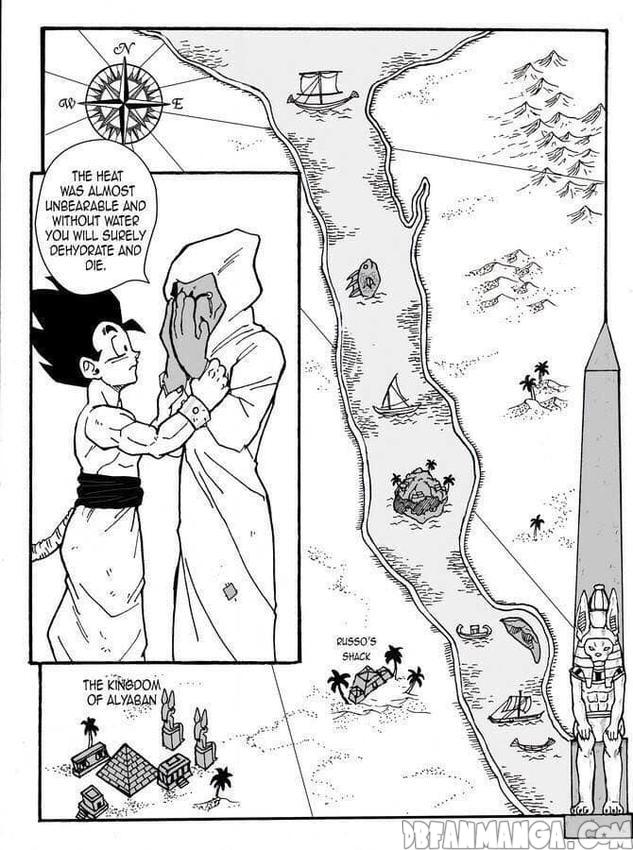 N
W
E
THE HEAT
WAS ALMOST
UNBEARABLE AND
WITHOUT WATER
YOU WILL SURELY
DEHYDRATE AND
DIE.
RUSSO'S
SHACK
THE KINGDOM
OF ALYABAN
DBFANMANGA.COM